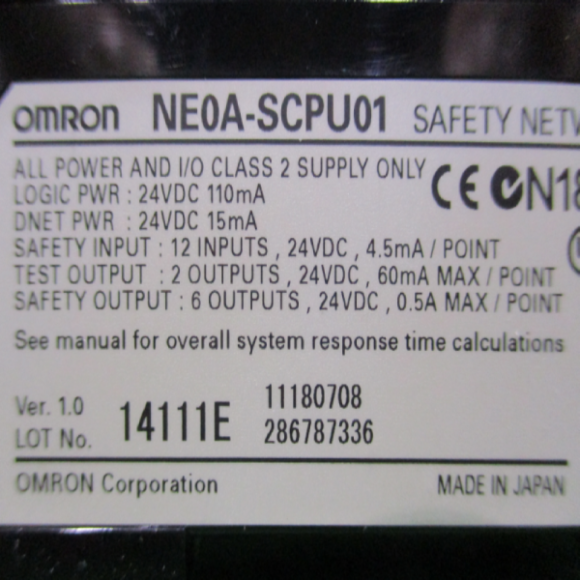 OMRON NE0A-SCPU01 SAFETY NETW
ALL POWER AND I/O CLASS 2 SUPPLY ONLY
LOGIC PWR : 24VDC 110mA
CE N18
DNET PWR : 24VDC 15mA
SAFETY INPUT : 12 INPUTS , 24VDC , 4.5mA / POINT
TEST OUTPUT : 2 OUTPUTS , 24VDC , 60mA MAX / POINT
SAFETY OUTPUT : 6 OUTPUTS , 24VDC , 0.5A MAX / POINT
See manual for overall system response time calculations
Ver. 1.0
LOT No. 14111E
11180708
286787336
OMRON Corporation MADE IN JAPAN